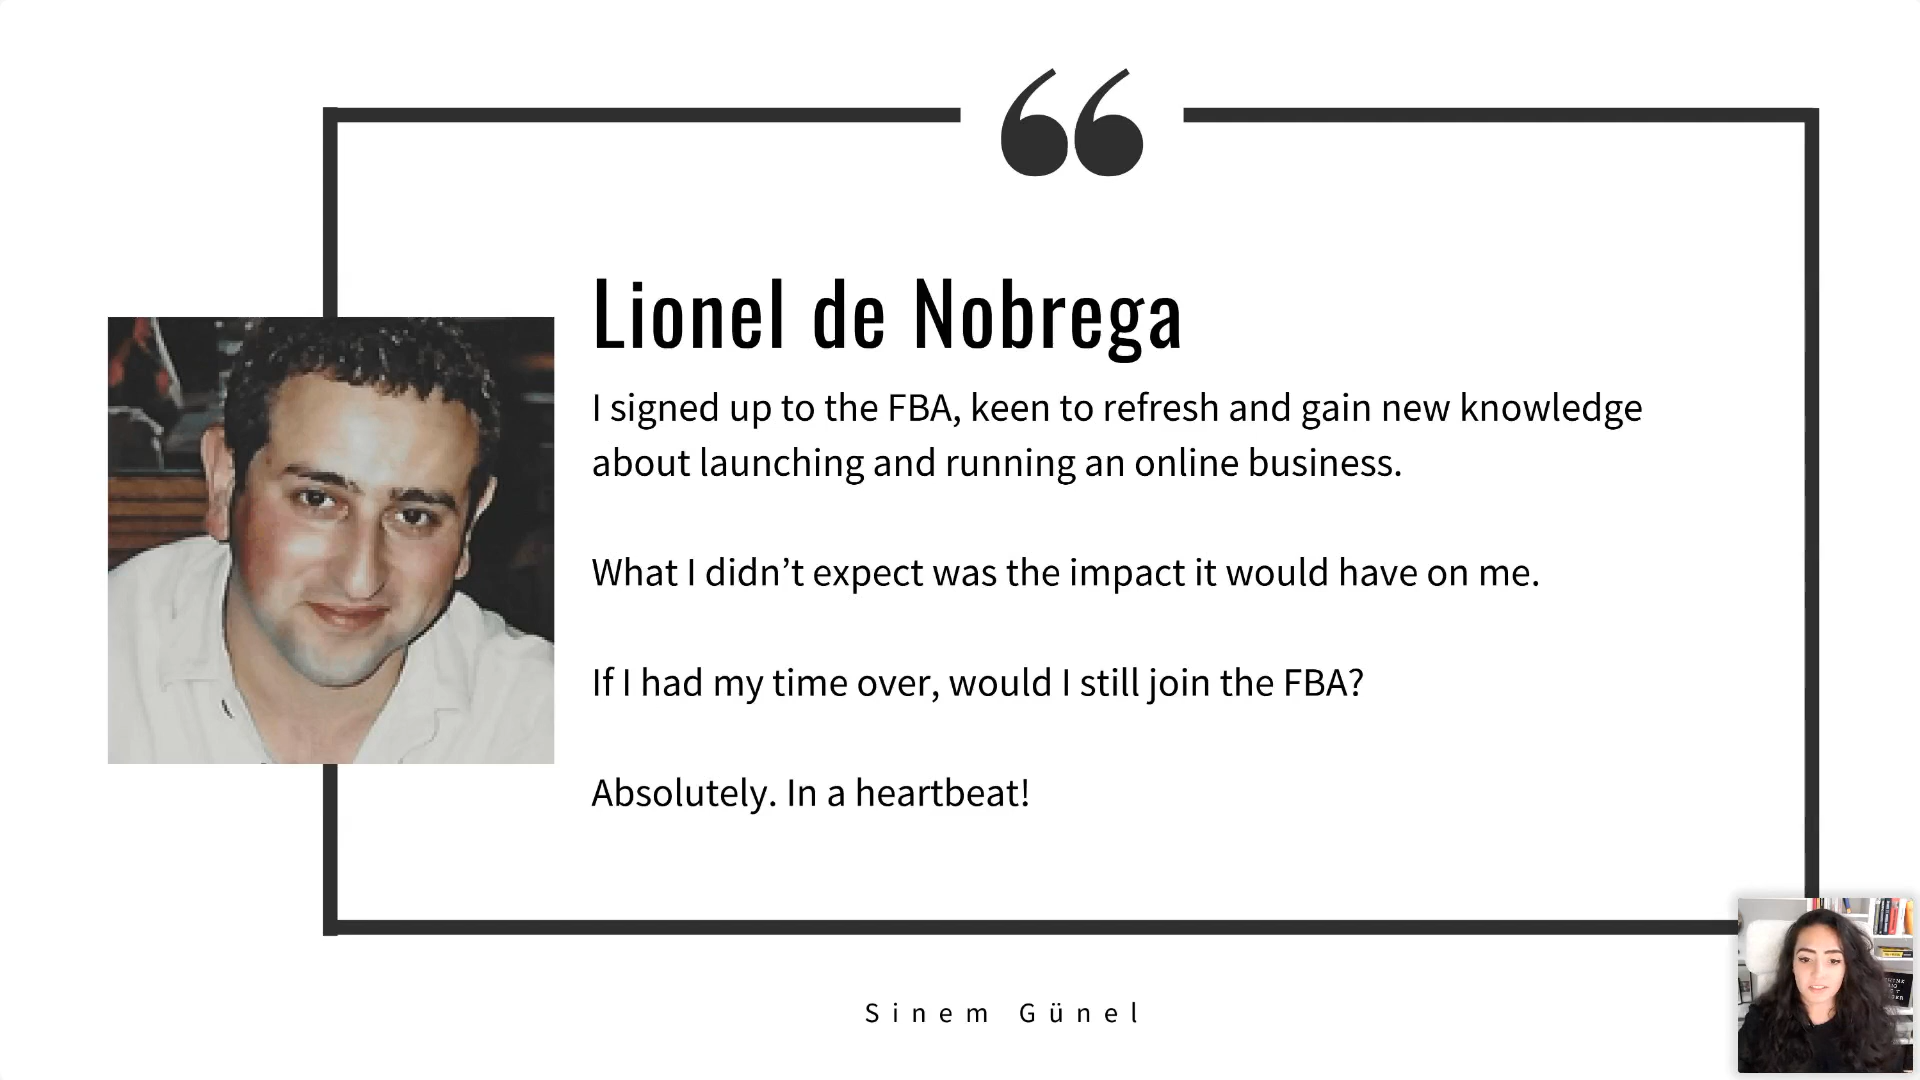 Lionel de Nobrega
I signed up to the FBA, keen to refresh and gain new knowledge
about launching and running an online business.
What I didn’t expect was the impact it would have on me.
If I had my time over, would I still join the FBA?
Absolutely. In a heartbeat!
Sinem Günel